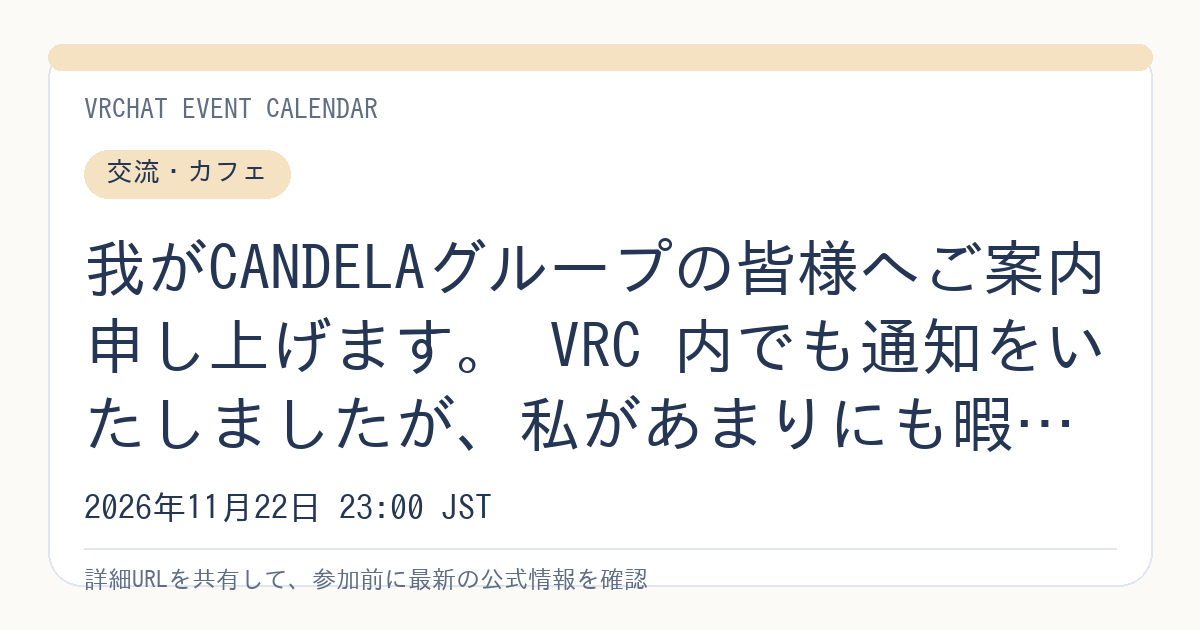 VRCHAT EVENT CALENDAR
交流・カフェ
我がCANDELAグループの皆様へご案内
申し上げます。 VRC 内でも通知をい
たしましたが、私があまりにも暇…
2026年11月22日 23:00 JST
詳細URLを共有して、参加前に最新の公式情報を確認